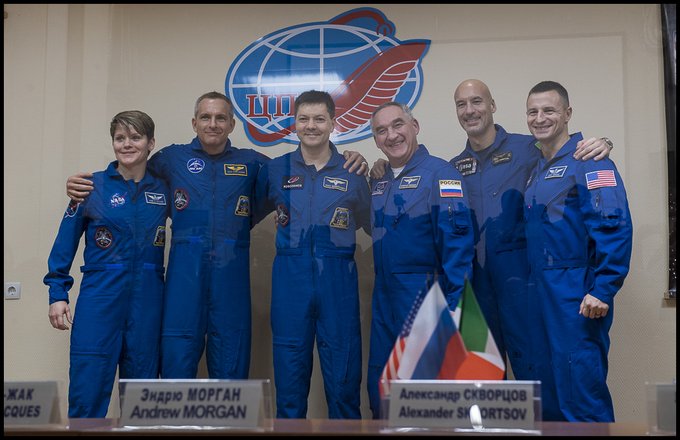 ЦПК
NASA
РОССИЯ
-ЖАК
CQUES
Эндрю МОРГАН
Andrew MORGAN
Александр СКВОРЦОВ
Alexander SKVORTSOV